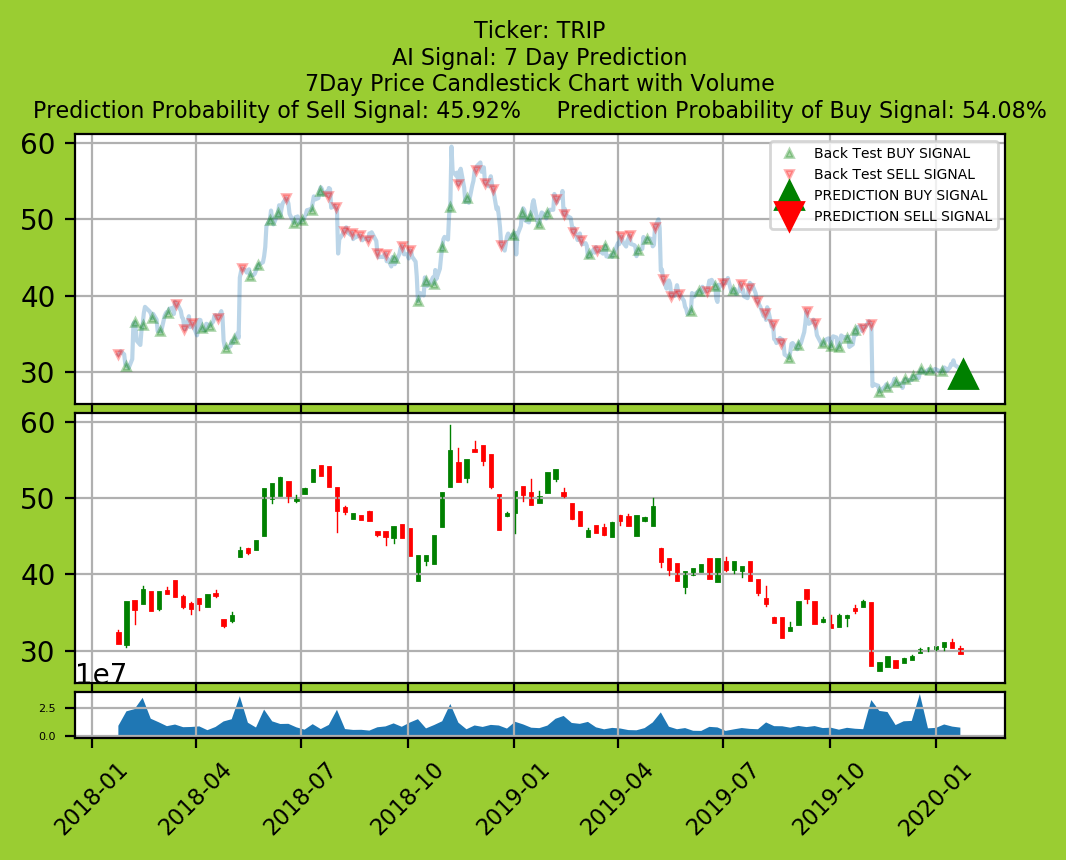 Ticker: TRIP
AI Signal: 7 Day Prediction
7Day Price Candlestick Chart with Volume
Prediction Probability of Sell Signal: 45.92%     Prediction Probability of Buy Signal: 54.08%
60
50
40
30
Back Test BUY SIGNAL
Back Test SELL SIGNAL
PREDICTION BUY SIGNAL
PREDICTION SELL SIGNAL
60
50
40
30
1e7
2.5
0.0
2018-01
2018-04
2018-07
2018-10
2019-01
2019-04
2019-07
2019-10
2020-01